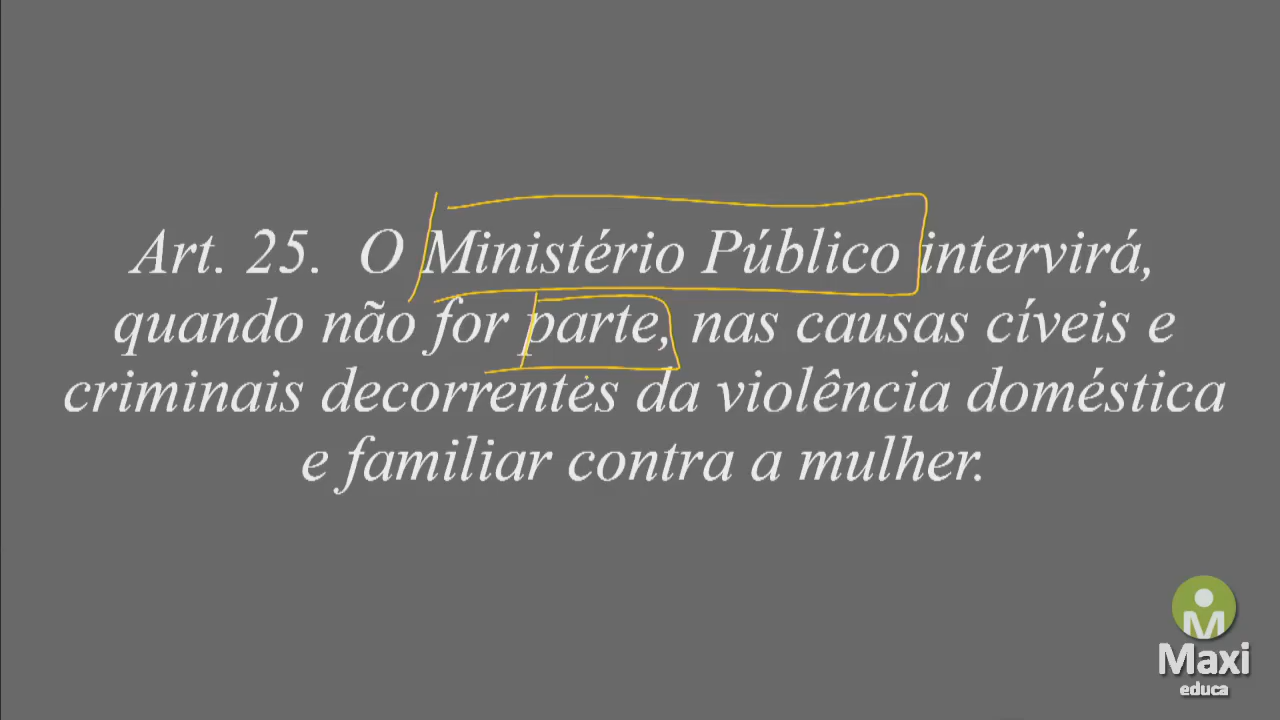 Art. 25. O Ministério Público intervirá,
quando não for parte, nas causas cíveis e
criminais decorrentes da violência doméstica
e familiar contra a mulher.
M
Maxi
educa